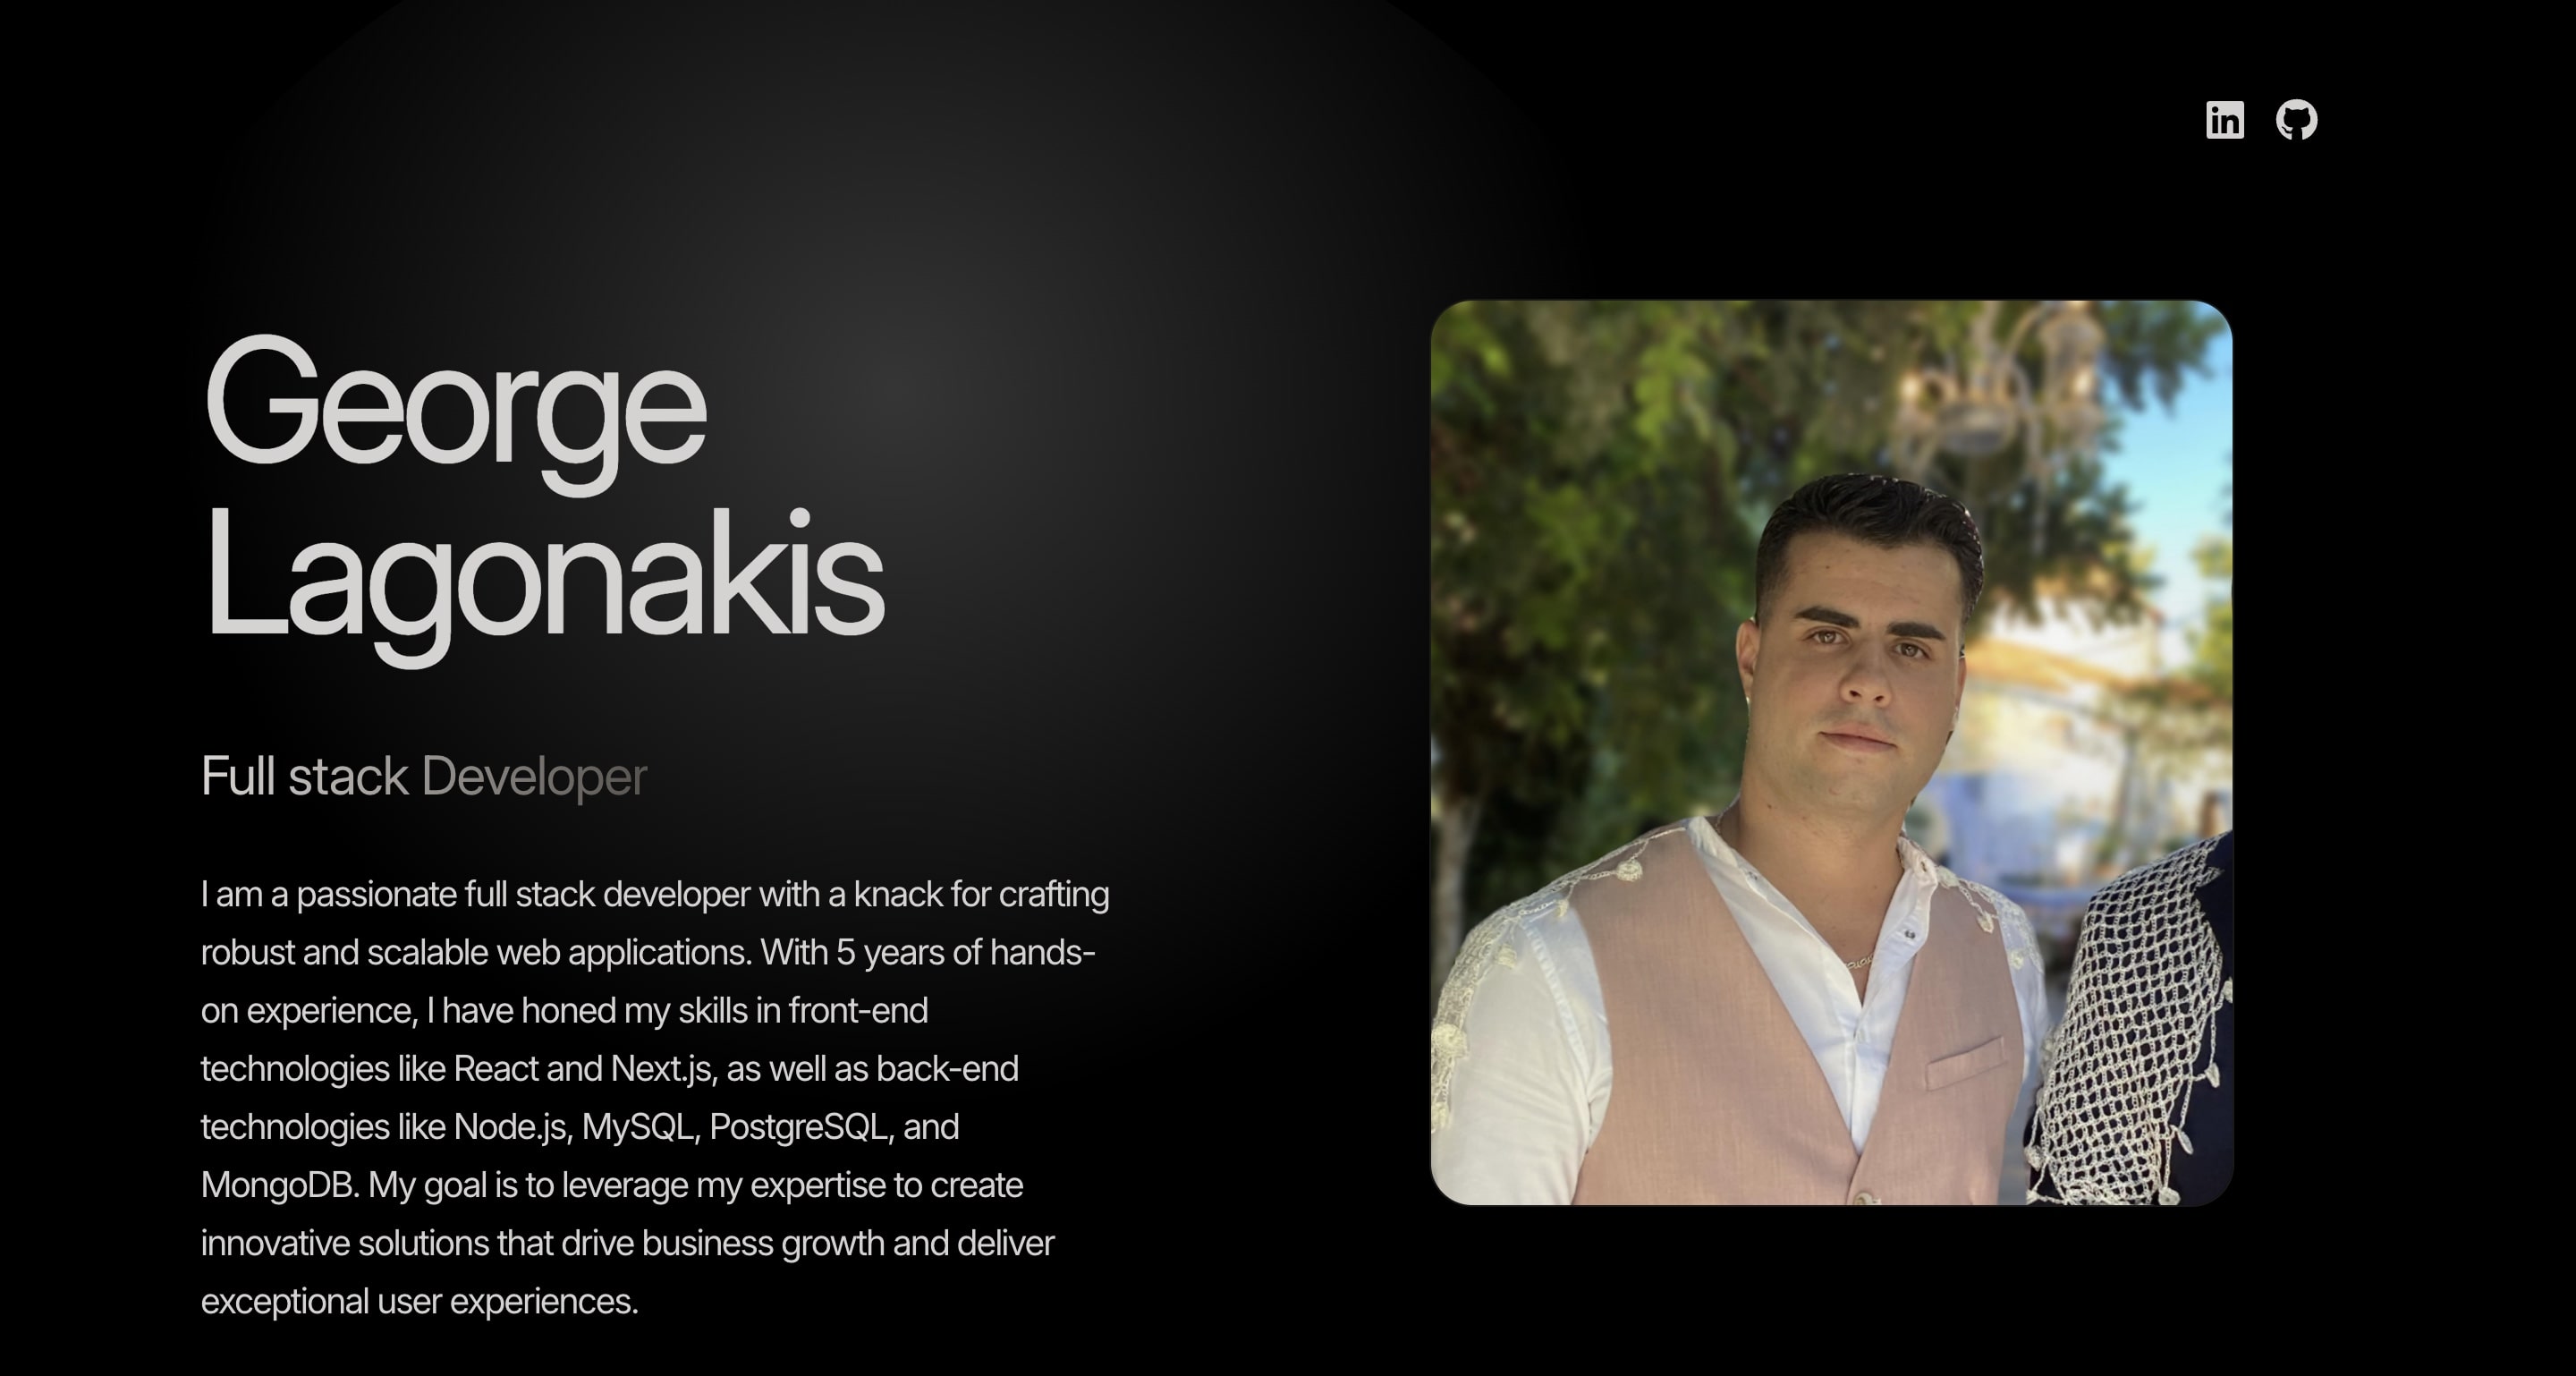 in
George
Lagonakis
Full stack Developer
I am a passionate full stack developer with a knack for crafting
robust and scalable web applications. With 5 years of hands-
on experience, I have honed my skills in front-end
technologies like React and Next.js, as well as back-end
technologies like Node.js, MySQL, PostgreSQL, and
MongoDB. My goal is to leverage my expertise to create
innovative solutions that drive business growth and deliver
exceptional user experiences.